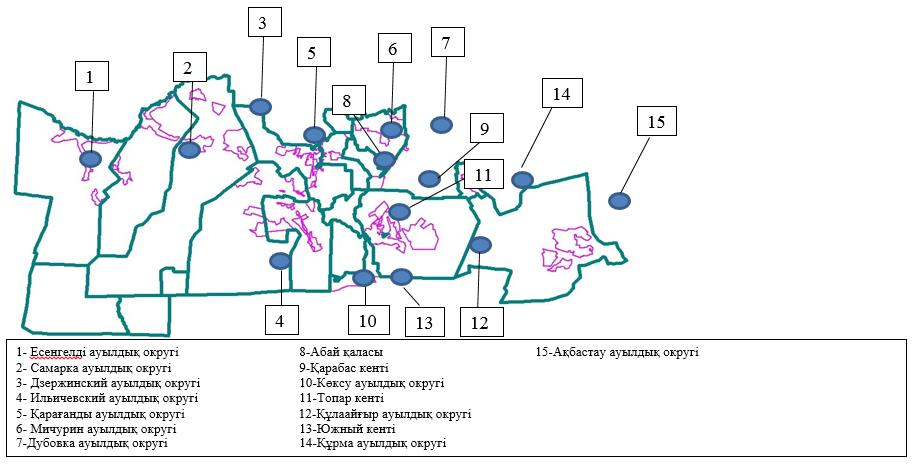 3
5
6
7
1
2
8
14
9
15
11
4
10
13
12
1- Есенгелді ауылдық округі
2- Самарка ауылдық округі
3- Дзержинский ауылдық округі
4- Ильичевский ауылдық округі
5- Қарағанды ауылдық округі
6- Мичурин ауылдық округі
7-Дубовка ауылдық округі
8-Абай қаласы
9-Қарабас кенті
10-Көксу ауылдық округі
11-Топар кенті
12-Құлаайғыр ауылдық округі
13-Южный кенті
14-Құрма ауылдық округі
15-Ақбастау ауылдық округі